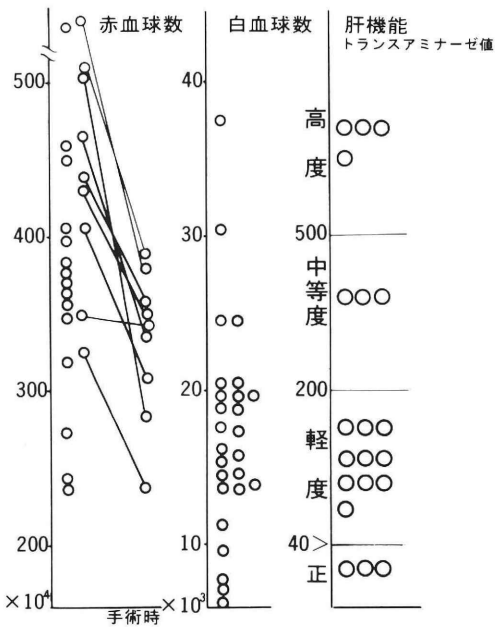 赤血球数
白血球数
肝機能
トランスアミナーゼ値
500
400
300
200
×10⁴
手術時
40
30
20
10
×10³
高度
500
中等度
200
軽度
40>
正